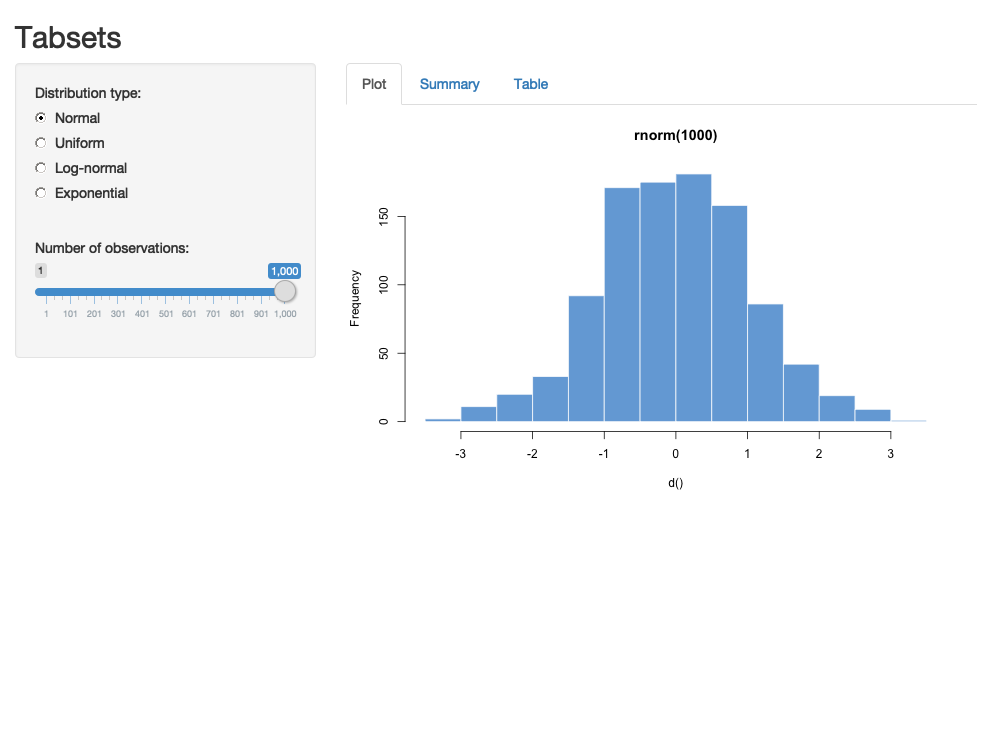 Tabsets
Distribution type:
Normal
Uniform
Log-normal
Exponential
Number of observations:
1 1,000
1 101 201 301 401 501 601 701 801 901 1,000
Plot Summary Table
rnorm(1000)
Frequency
150
100
50
0
-3 -2 -1 0 1 2 3
d()